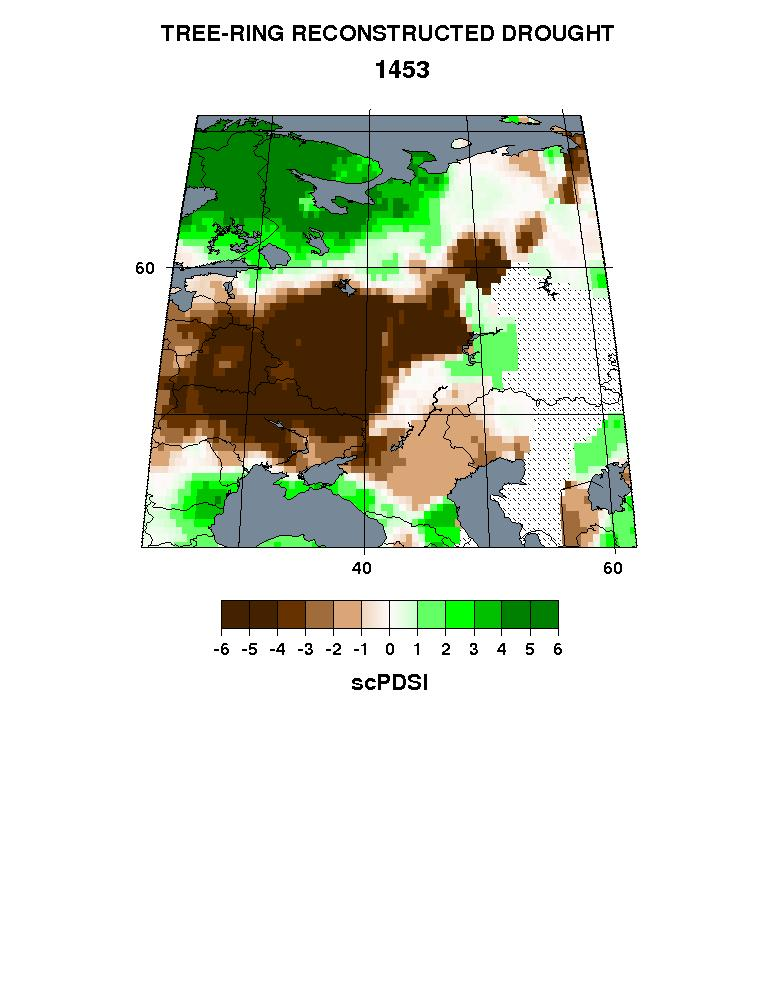 TREE-RING RECONSTRUCTED DROUGHT
1453
60
40 60
-6 -5 -4 -3 -2 -1 0 1 2 3 4 5 6
scPDSI